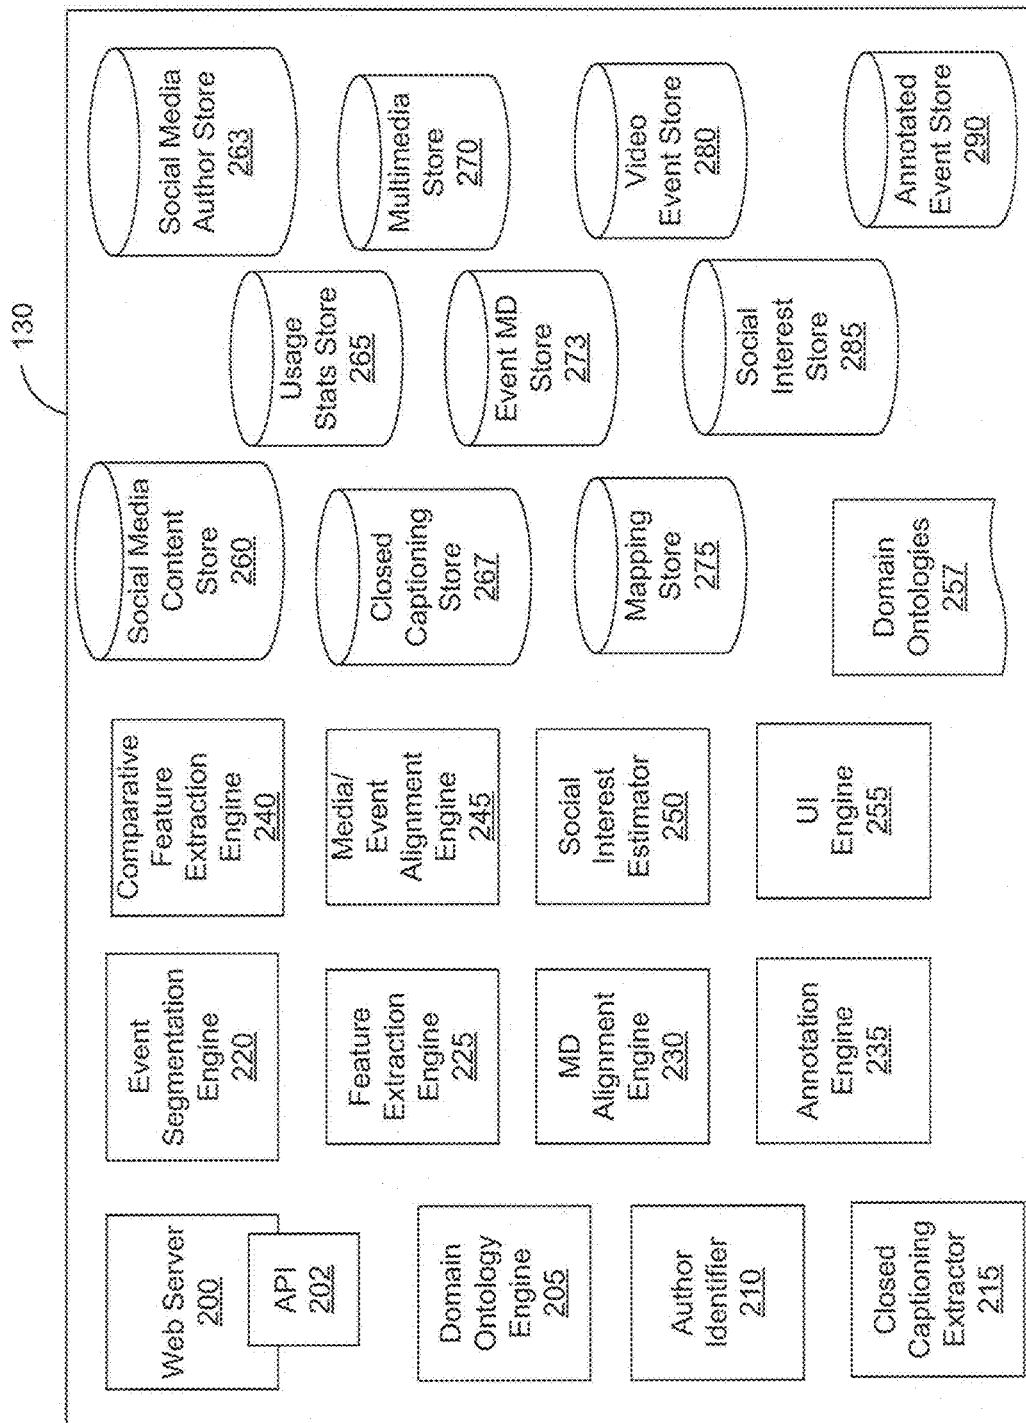 130
Web Server
200
API
202
Domain
Ontology
Engine
205
Author
Identifier
210
Closed
Captioning
Extractor
215
Event
Segmentation
Engine
220
Feature
Extraction
Engine
225
MD
Alignment
Engine
230
Annotation
Engine
235
Comparative
Feature
Extraction
Engine
240
Media/
Event
Alignment
Engine
245
Social
Interest
Estimator
250
UI
Engine
255
Social Media
Content
Store
260
Closed
Captioning
Store
267
Mapping
Store
275
Domain
Ontologies
257
Usage
Stats Store
265
Event MD
Store
273
Social
Interest
Store
285
Social Media
Author Store
263
Multimedia
Store
270
Video
Event Store
280
Annotated
Event Store
290